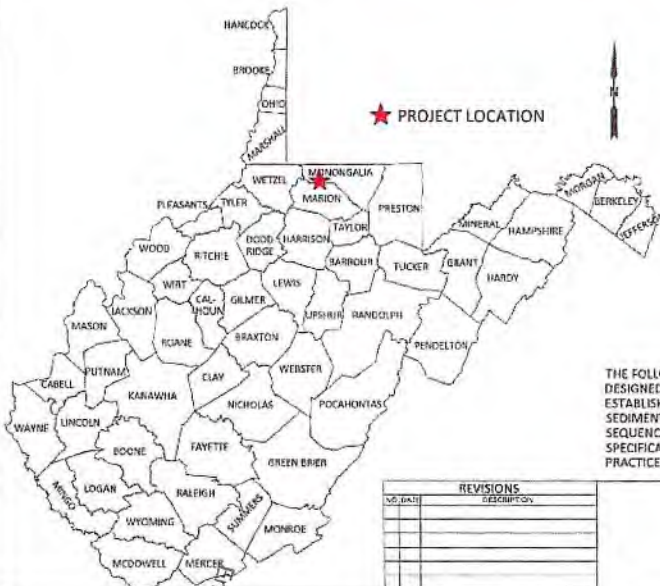 HANCOCK
BROOKE
OHIO
MARSHALL
★ PROJECT LOCATION
N
WETZEL
MONONGALIA
MARION
PLEASANTS
TYLER
PRESTON
MORGAN
BERKELEY
JEFFERSON
MINERAL
HAMPSHIRE
WOOD
RITCHIE
DODD
RIDGE
HARRISON
TAYLOR
BARBOUR
TUCKER
GRANT
HARDY
WIRT
CAL-
HOUN
GILMER
LEWIS
UPSHUR
RANDOLPH
JACKSON
MASON
ROANE
BRAXTON
PENDELTON
WEBSTER
CABELL
PUTNAM
CLAY
KANAWHA
NICHOLAS
POCAHONTAS
WAYNE
LINCOLN
BOONE
FAYETTE
GREEN BRIER
MINGO
LOGAN
RALEIGH
SUMMERS
WYOMING
MONROE
MCDOWELL
MERCER
THE FOLLO
DESIGNED
ESTABLISH
SEDIMENT
SEQUENC
SPECIFICA
PRACTICE
REVISIONS
NO DATE DESCRIPTION